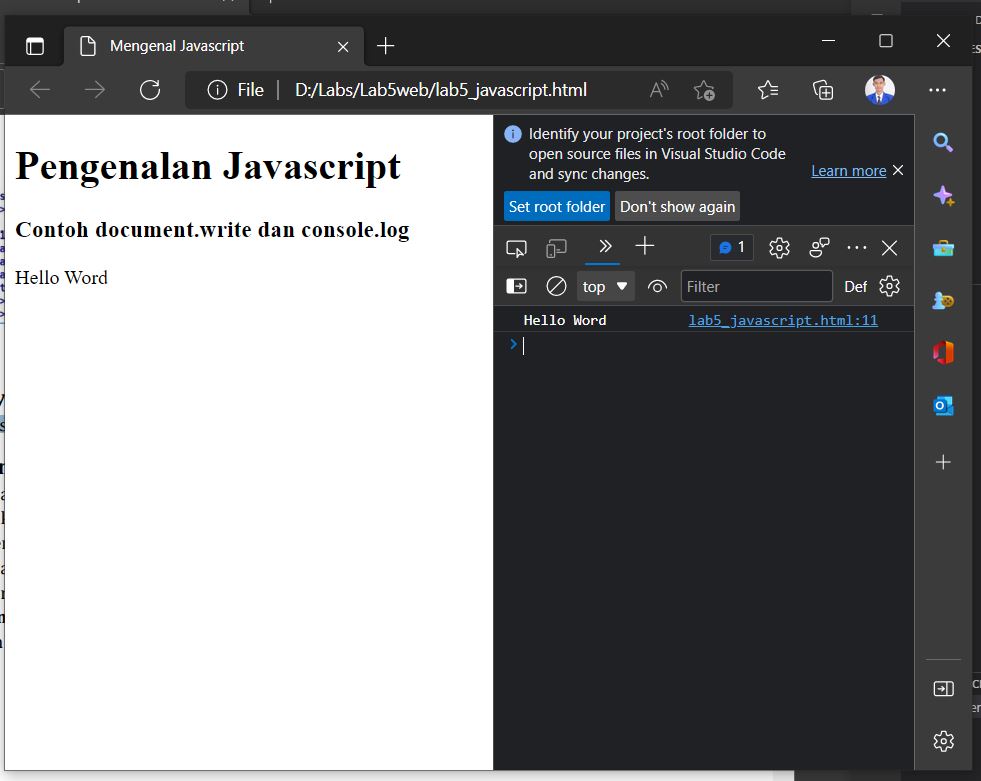 Mengenal Javascript
File D:/Labs/Lab5web/lab5_javascript.html
Pengenalan Javascript
Contoh document.write dan console.log
Hello Word
Identify your project's root folder to
open source files in Visual Studio Code
and sync changes.
Learn more
Set root folder Don't show again
1
top Filter Def
Hello Word lab5_javascript.html:11